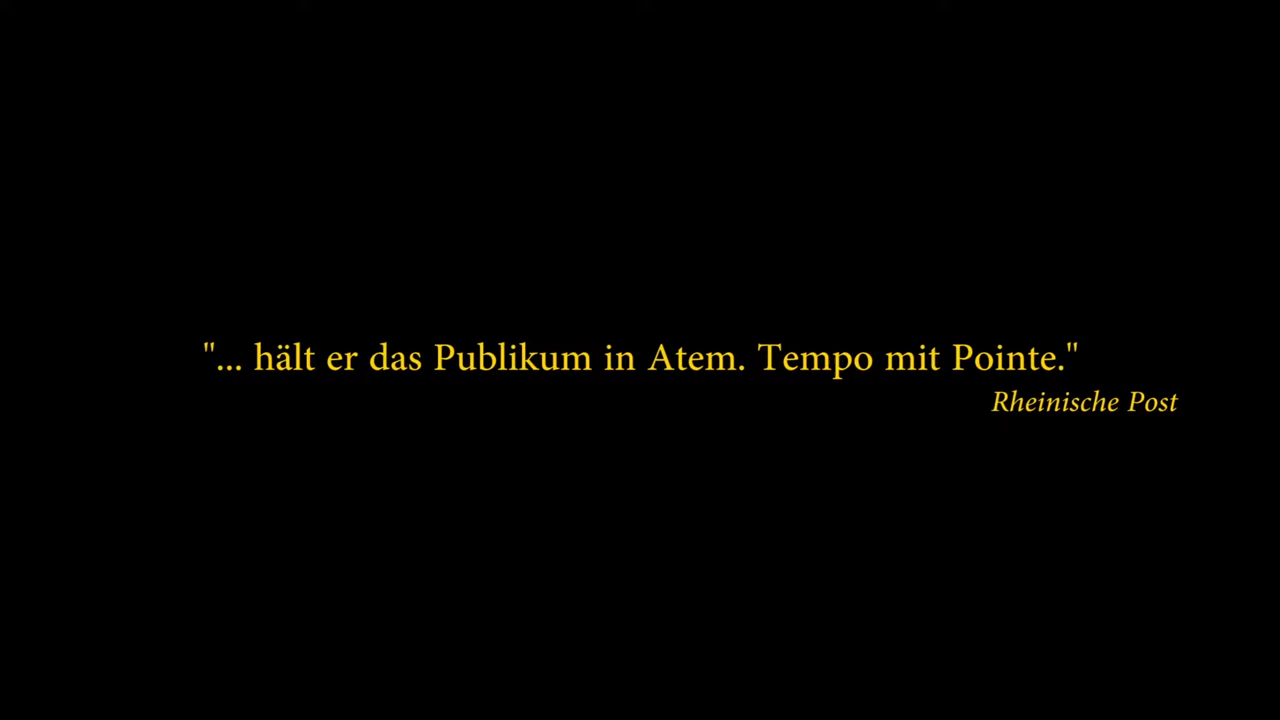 "... hält er das Publikum in Atem. Tempo mit Pointe."
Rheinische Post